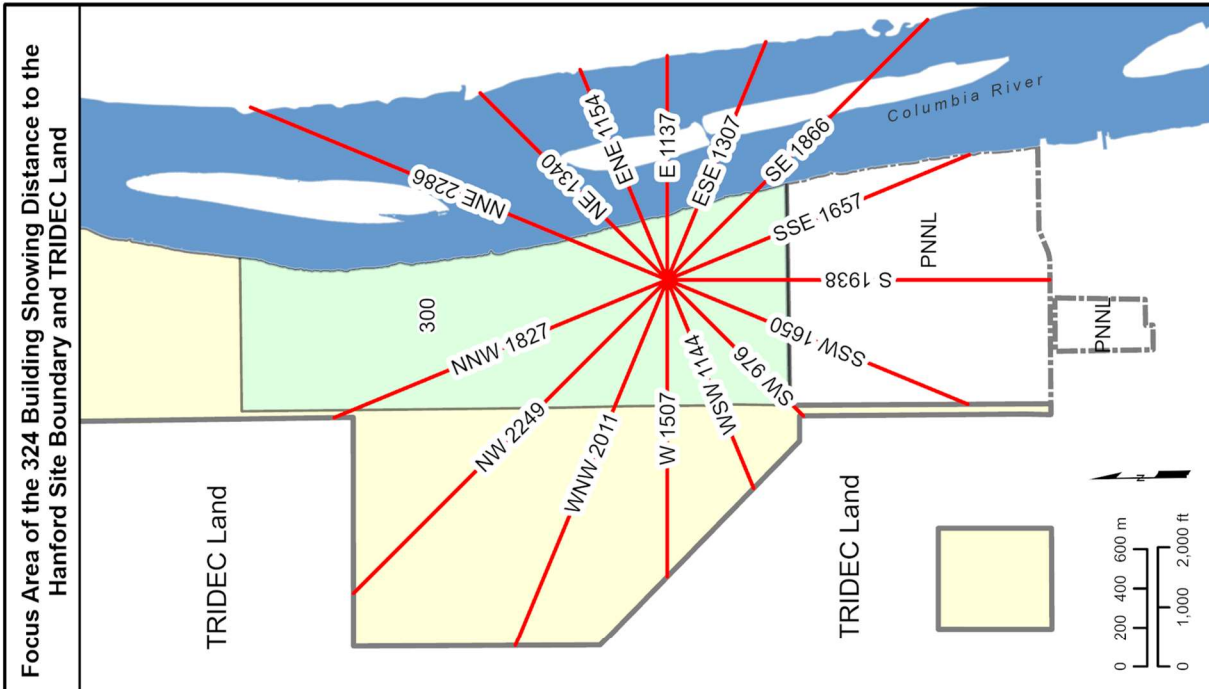 Focus Area of the 324 Building Showing Distance to the
Hanford Site Boundary and TRIDEC Land
NNE 2286
NE 1340
ENE 1154
E 1137
ESE 1307
SE 1866
SSE 1657
S 1938
SSW 1650
SW 976
WSW 1144
W 1507
WNW 2011
NW 2249
NNW 1827
300
Columbia River
PNNL
PNNL
TRIDEC Land
TRIDEC Land
N
0 200 400 600 m
0 1,000 2,000 ft